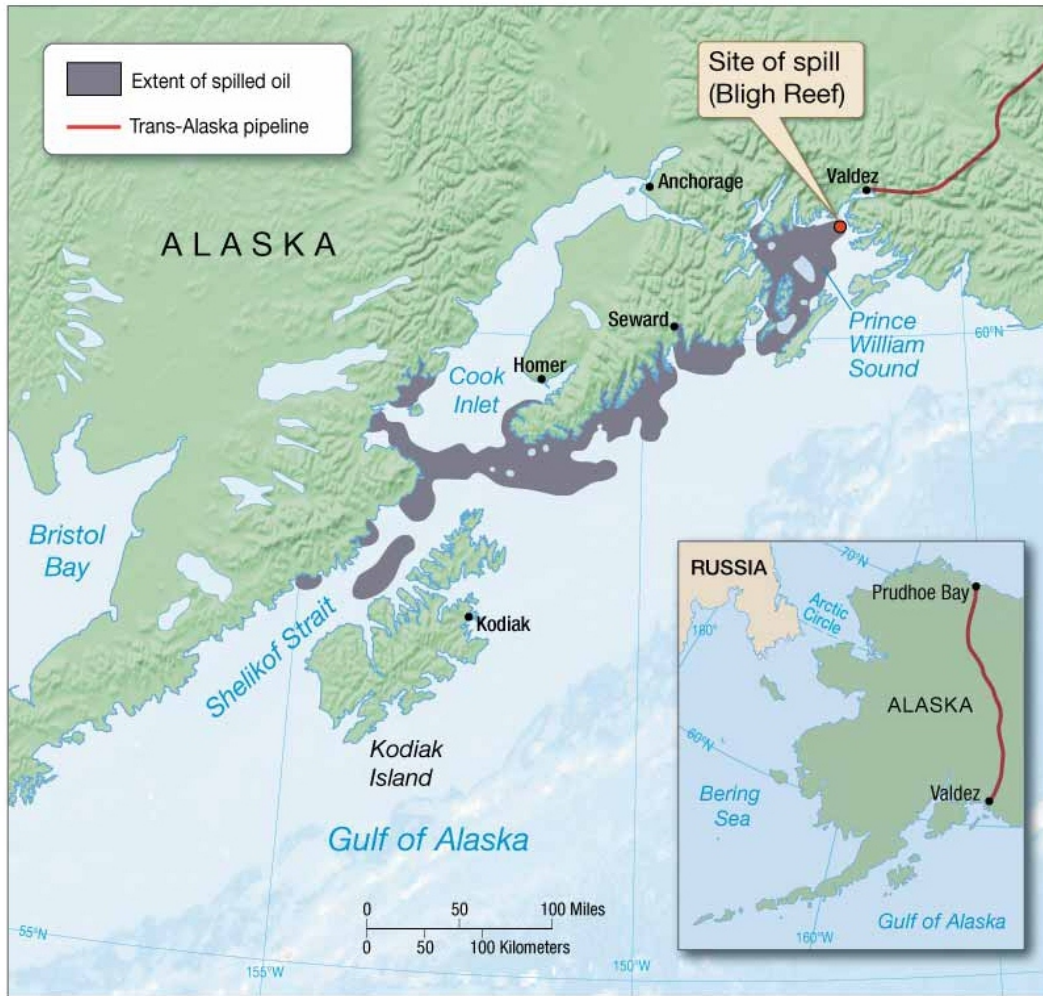 Extent of spilled oil
Trans-Alaska pipeline
Site of spill
(Bligh Reef)
Valdez
Anchorage
ALASKA
Seward
Prince
William
Sound
60°N
Homer
Cook
Inlet
Bristol
Bay
Kodiak
Shelikof Strait
Kodiak
Island
Gulf of Alaska
0 50 100 Miles
0 50 100 Kilometers
55°N
155°W
150°W
RUSSIA
70°N
Prudhoe Bay
Arctic
Circle
180°
ALASKA
60°N
Bering
Sea
Valdez
160°W
Gulf of Alaska